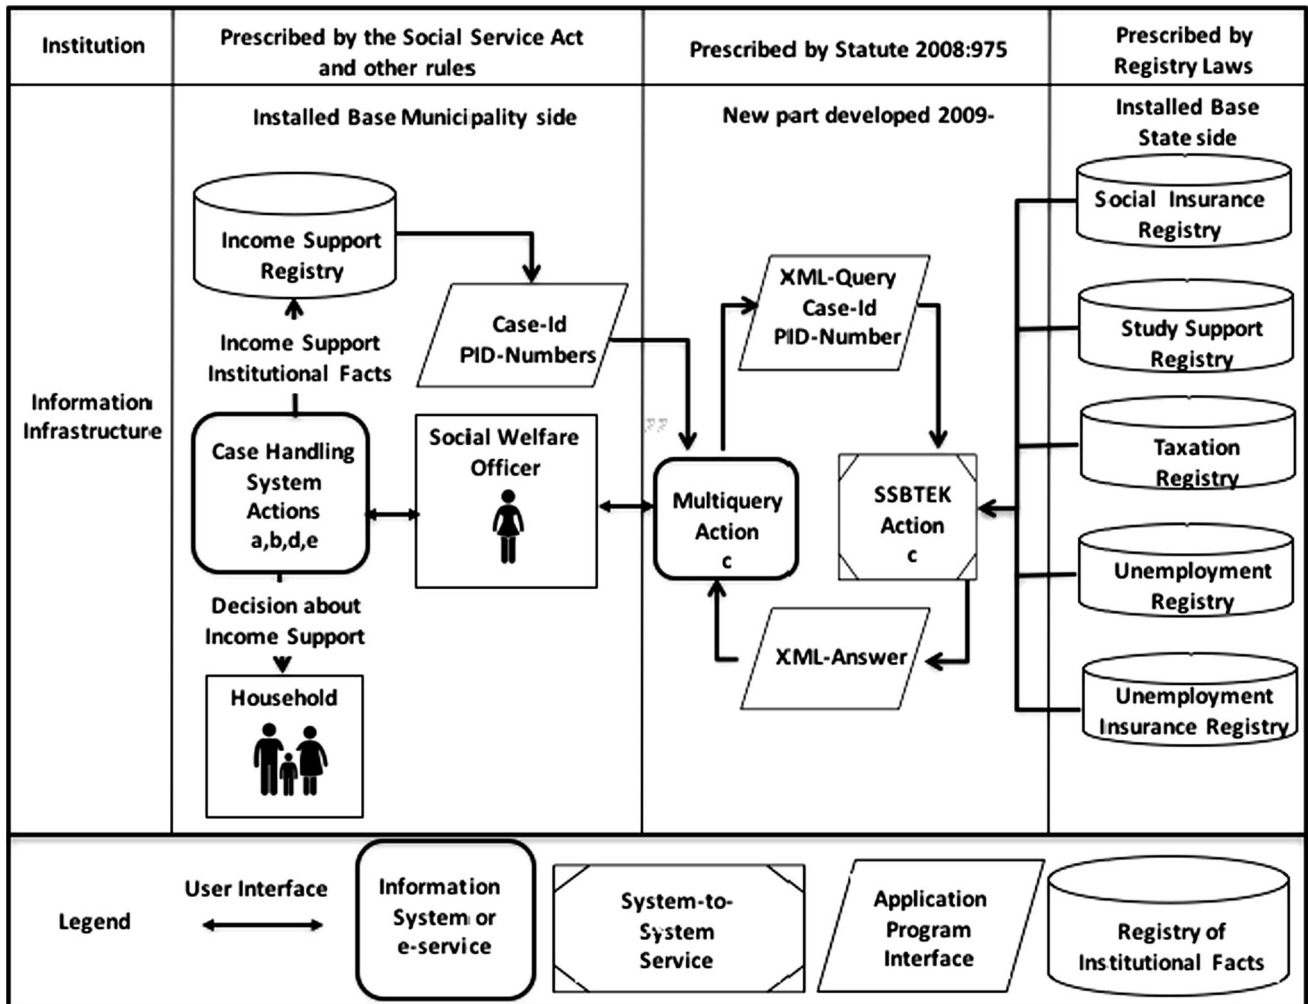 Institution
Prescribed by the Social Service Act
and other rules
Prescribed by Statute 2008:975
Prescribed by
Registry Laws
Information
Infrastructure
Installed Base Municipality side
Income Support
Registry
Case-Id
PID-Numbers
Income Support
Institutional Facts
Case Handling
System
Actions
a,b,d,e
Social Welfare
Officer
Decision about
Income Support
Household
New part developed 2009-
XML-Query
Case-Id
PID-Number
Multiquery
Action
c
SSBTEK
Action
c
XML-Answer
Installed Base
State side
Social Insurance
Registry
Study Support
Registry
Taxation
Registry
Unemployment
Registry
Unemployment
Insurance Registry
Legend
User Interface
Information
System or
e-service
System-to-
System
Service
Application
Program
Interface
Registry of
Institutional Facts